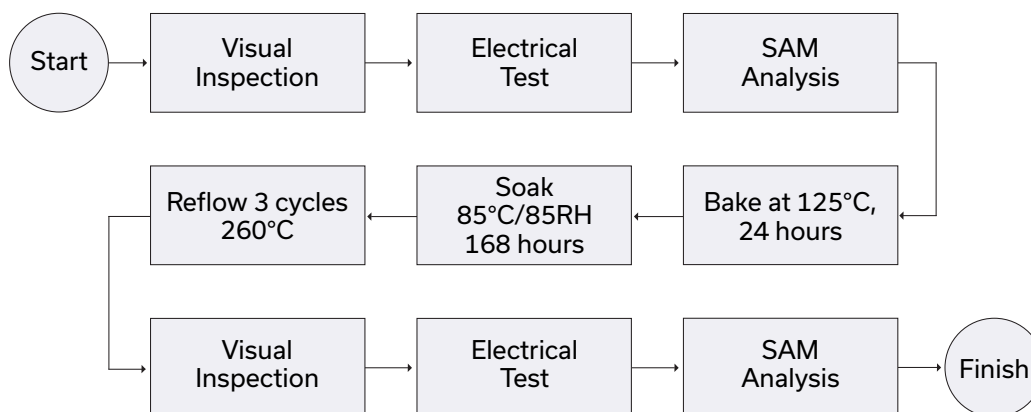 Start
Visual
Inspection
Electrical
Test
SAM
Analysis
Bake at 125°C,
24 hours
Soak
85°C/85RH
168 hours
Reflow 3 cycles
260°C
Visual
Inspection
Electrical
Test
SAM
Analysis
Finish